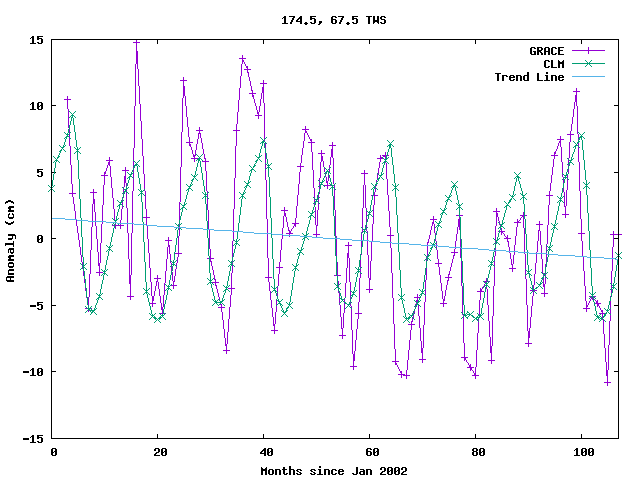 174.5, 67.5 TWS
GRACE
CLM
Trend Line
15
10
5
0
-5
-10
-15
Anomaly (cm)
0 20 40 60 80 100
Months since Jan 2002